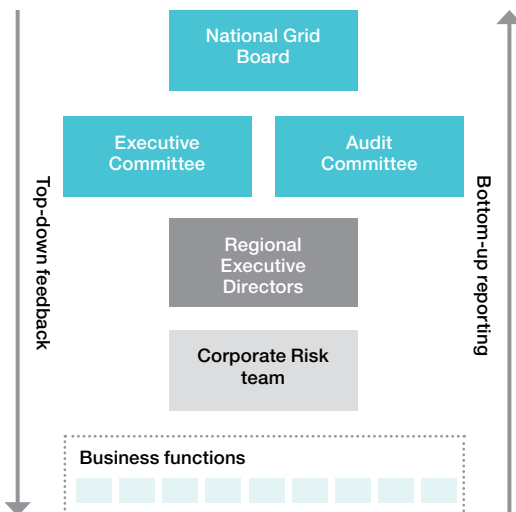 National Grid
Board
Executive
Committee
Audit
Committee
Top-down feedback
Bottom-up reporting
Regional
Executive
Directors
Corporate Risk
team
Business functions